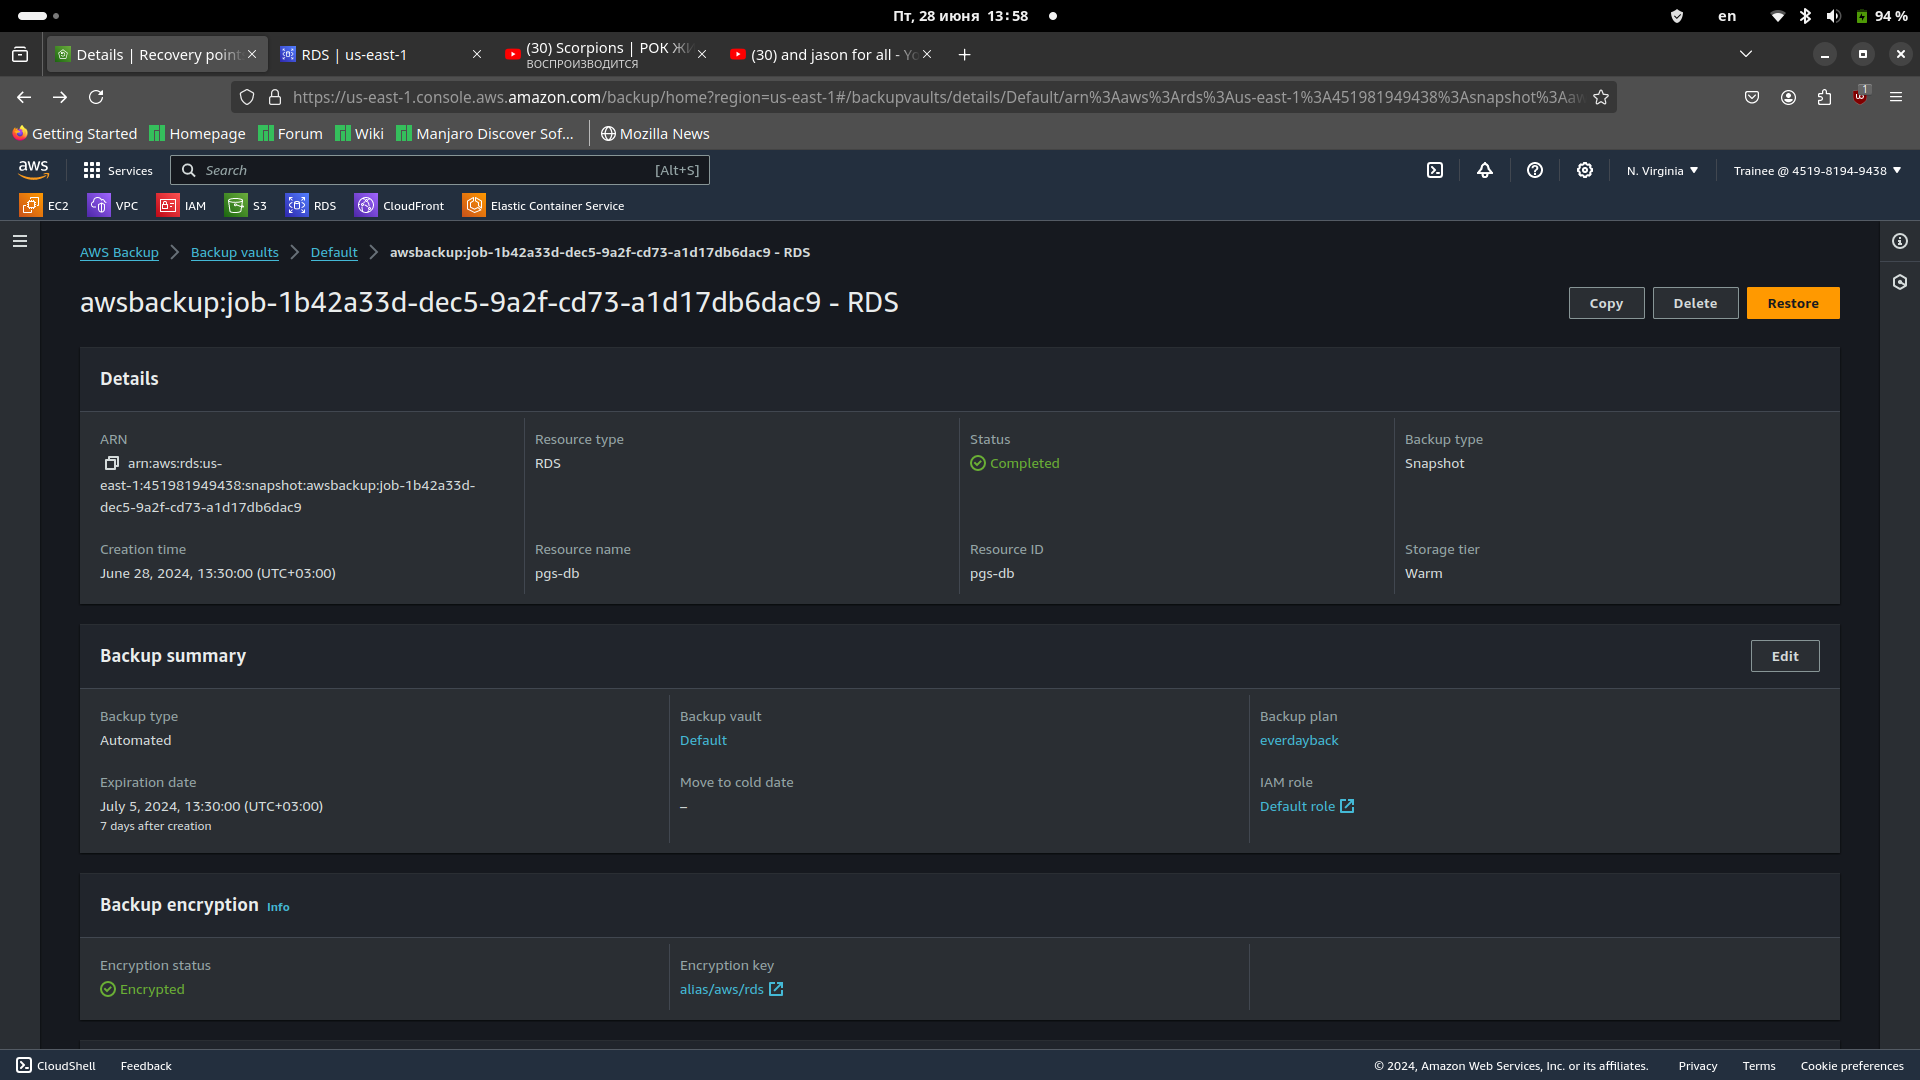 Пт, 28 июня 13:58
en
94 %
Details | Recovery point
RDS | us-east-1
(30) Scorpions | РОК ЖИ
ВОСПРОИЗВОДИТСЯ
(30) and jason for all - Yo
https://us-east-1.console.aws.amazon.com/backup/home?region=us-east-1#/backupvaults/details/Default/arn%3Aaws%3Ards%3Aus-east-1%3A451981949438%3Asnapshot%3Aaw
1
Getting Started
Homepage
Forum
Wiki
Manjaro Discover Sof...
Mozilla News
aws
Services
Search
[Alt+S]
N. Virginia
Trainee @ 4519-8194-9438
EC2
VPC
IAM
S3
RDS
CloudFront
Elastic Container Service
AWS Backup
Backup vaults
Default
awsbackup:job-1b42a33d-dec5-9a2f-cd73-a1d17db6dac9 - RDS
awsbackup:job-1b42a33d-dec5-9a2f-cd73-a1d17db6dac9 - RDS
Copy
Delete
Restore
Details
ARN
arn:aws:rds:us-
east-1:451981949438:snapshot:awsbackup:job-1b42a33d-
dec5-9a2f-cd73-a1d17db6dac9
Resource type
RDS
Status
Completed
Backup type
Snapshot
Creation time
June 28, 2024, 13:30:00 (UTC+03:00)
Resource name
pgs-db
Resource ID
pgs-db
Storage tier
Warm
Backup summary
Edit
Backup type
Automated
Backup vault
Default
Backup plan
everdayback
Expiration date
July 5, 2024, 13:30:00 (UTC+03:00)
7 days after creation
Move to cold date
–
IAM role
Default role
Backup encryption
Info
Encryption status
Encrypted
Encryption key
alias/aws/rds
CloudShell
Feedback
© 2024, Amazon Web Services, Inc. or its affiliates.
Privacy
Terms
Cookie preferences